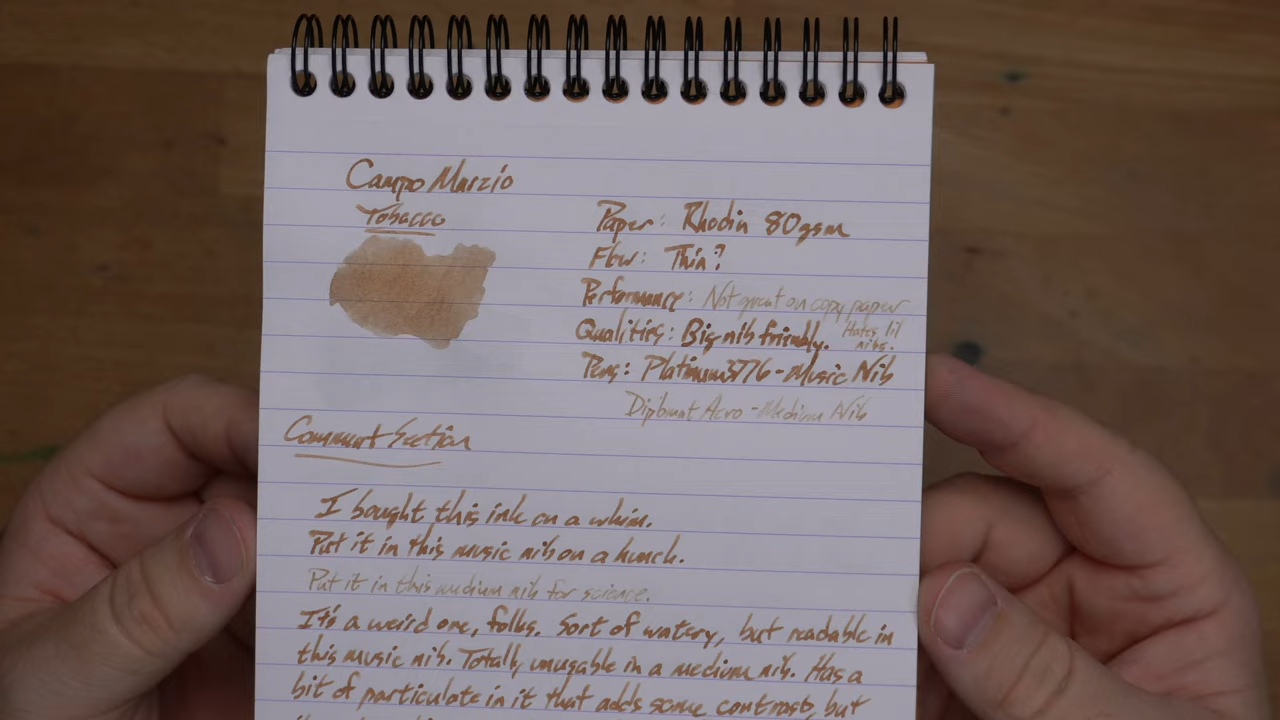 Campo Marzio
Tobacco
Paper: Rhodia 80gsm
Flow: Thin?
Performance: Not great on copy paper
Qualities: Big nib friendly. Hates lil nibs.
Pens: Platinum 3776 - Music Nib
Diplomat Aero - Medium Nib
Comment Section
I bought this ink on a whim.
Put it in this music nib on a hunch.
Put it in this medium nib for science.
It's a weird one, folks. Sort of watery, but readable in
this music nib. Totally unusable in a medium nib. Has a
bit of particulate in it that adds some contrast, but